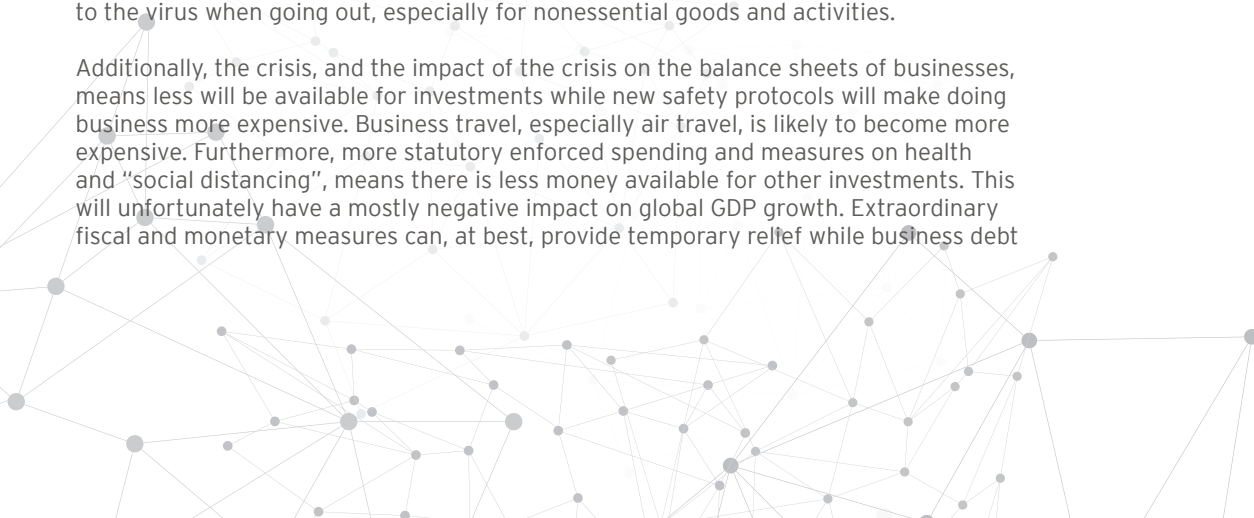 to the virus when going out, especially for nonessential goods and activities.
Additionally, the crisis, and the impact of the crisis on the balance sheets of businesses,
means less will be available for investments while new safety protocols will make doing
business more expensive. Business travel, especially air travel, is likely to become more
expensive. Furthermore, more statutory enforced spending and measures on health
and “social distancing”, means there is less money available for other investments. This
will unfortunately have a mostly negative impact on global GDP growth. Extraordinary
fiscal and monetary measures can, at best, provide temporary relief while business debt